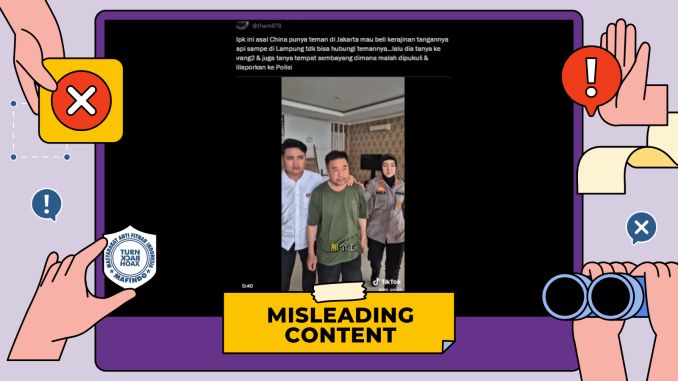 @tham878
lpk ini asal China punya teman di Jakarta mau beli kerajinan tangannya
api sampe di Lampung tdk bisa hubungi temannya...lalu dia tanya ke
rang2 & juga tanya tempat sembayang dimana malah dipukuli &
dilaporkan ke Polisi
那个工
0:40
TikTok
MASYARAKAT ANTI FITNAH INDONESIA
TURN
BACK
HOAX
MAFINDO
MISLEADING
CONTENT